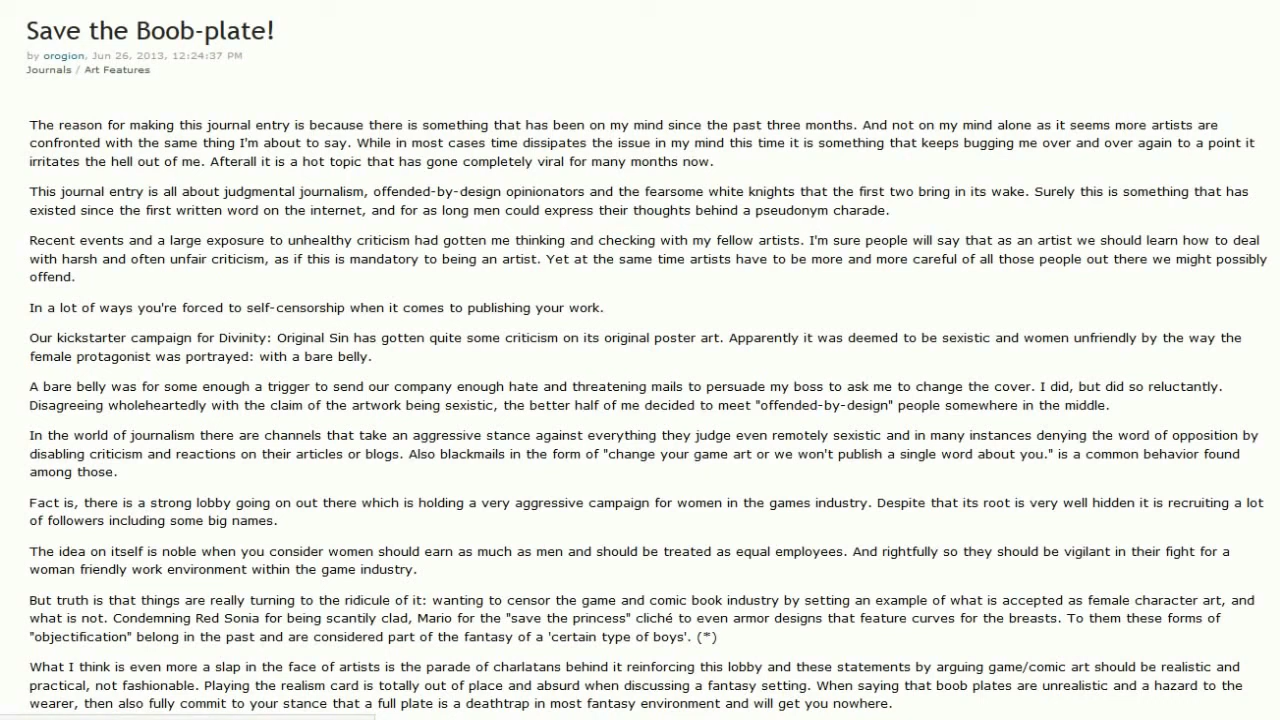 Save the Boob-plate!
by orogion, Jun 26, 2013, 12:24:37 PM
Journals / Art Features
The reason for making this journal entry is because there is something that has been on my mind since the past three months. And not on my mind alone as it seems more artists are
confronted with the same thing I'm about to say. While in most cases time dissipates the issue in my mind this time it is something that keeps bugging me over and over again to a point it
irritates the hell out of me. Afterall it is a hot topic that has gone completely viral for many months now.
This journal entry is all about judgmental journalism, offended-by-design opinionators and the fearsome white knights that the first two bring in its wake. Surely this is something that has
existed since the first written word on the internet, and for as long men could express their thoughts behind a pseudonym charade.
Recent events and a large exposure to unhealthy criticism had gotten me thinking and checking with my fellow artists. I'm sure people will say that as an artist we should learn how to deal
with harsh and often unfair criticism, as if this is mandatory to being an artist. Yet at the same time artists have to be more and more careful of all those people out there we might possibly
offend.
In a lot of ways you're forced to self-censorship when it comes to publishing your work.
Our kickstarter campaign for Divinity: Original Sin has gotten quite some criticism on its original poster art. Apparently it was deemed to be sexistic and women unfriendly by the way the
female protagonist was portrayed: with a bare belly.
A bare belly was for some enough a trigger to send our company enough hate and threatening mails to persuade my boss to ask me to change the cover. I did, but did so reluctantly.
Disagreeing wholeheartedly with the claim of the artwork being sexistic, the better half of me decided to meet "offended-by-design" people somewhere in the middle.
In the world of journalism there are channels that take an aggressive stance against everything they judge even remotely sexistic and in many instances denying the word of opposition by
disabling criticism and reactions on their articles or blogs. Also blackmails in the form of "change your game art or we won't publish a single word about you." is a common behavior found
among those.
Fact is, there is a strong lobby going on out there which is holding a very aggressive campaign for women in the games industry. Despite that its root is very well hidden it is recruiting a lot
of followers including some big names.
The idea on itself is noble when you consider women should earn as much as men and should be treated as equal employees. And rightfully so they should be vigilant in their fight for a
woman friendly work environment within the game industry.
But truth is that things are really turning to the ridicule of it: wanting to censor the game and comic book industry by setting an example of what is accepted as female character art, and
what is not. Condemning Red Sonia for being scantily clad, Mario for the "save the princess" cliché to even armor designs that feature curves for the breasts. To them these forms of
"objectification" belong in the past and are considered part of the fantasy of a 'certain type of boys'. (*)
What I think is even more a slap in the face of artists is the parade of charlatans behind it reinforcing this lobby and these statements by arguing game/comic art should be realistic and
practical, not fashionable. Playing the realism card is totally out of place and absurd when discussing a fantasy setting. When saying that boob plates are unrealistic and a hazard to the
wearer, then also fully commit to your stance that a full plate is a deathtrap in most fantasy environment and will get you nowhere.